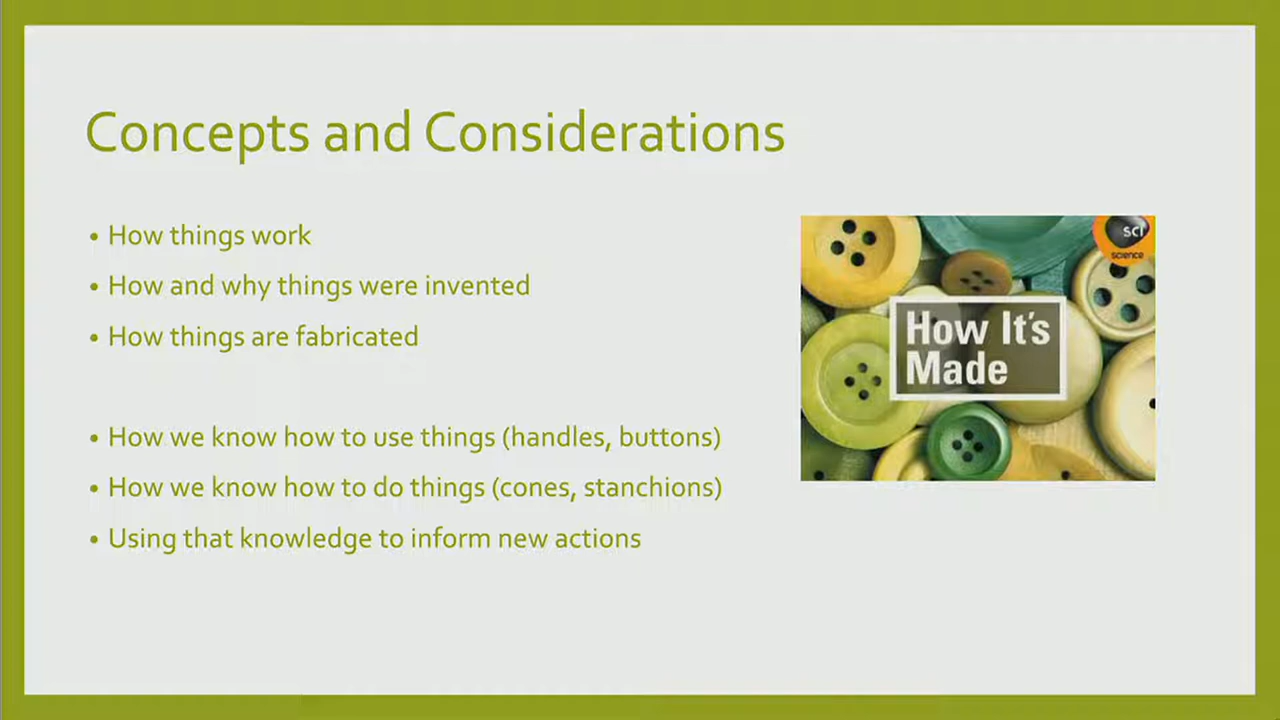 Concepts and Considerations
• How things work
• How and why things were invented
• How things are fabricated
• How we know how to use things (handles, buttons)
• How we know how to do things (cones, stanchions)
• Using that knowledge to inform new actions
sci
science
How It's
Made